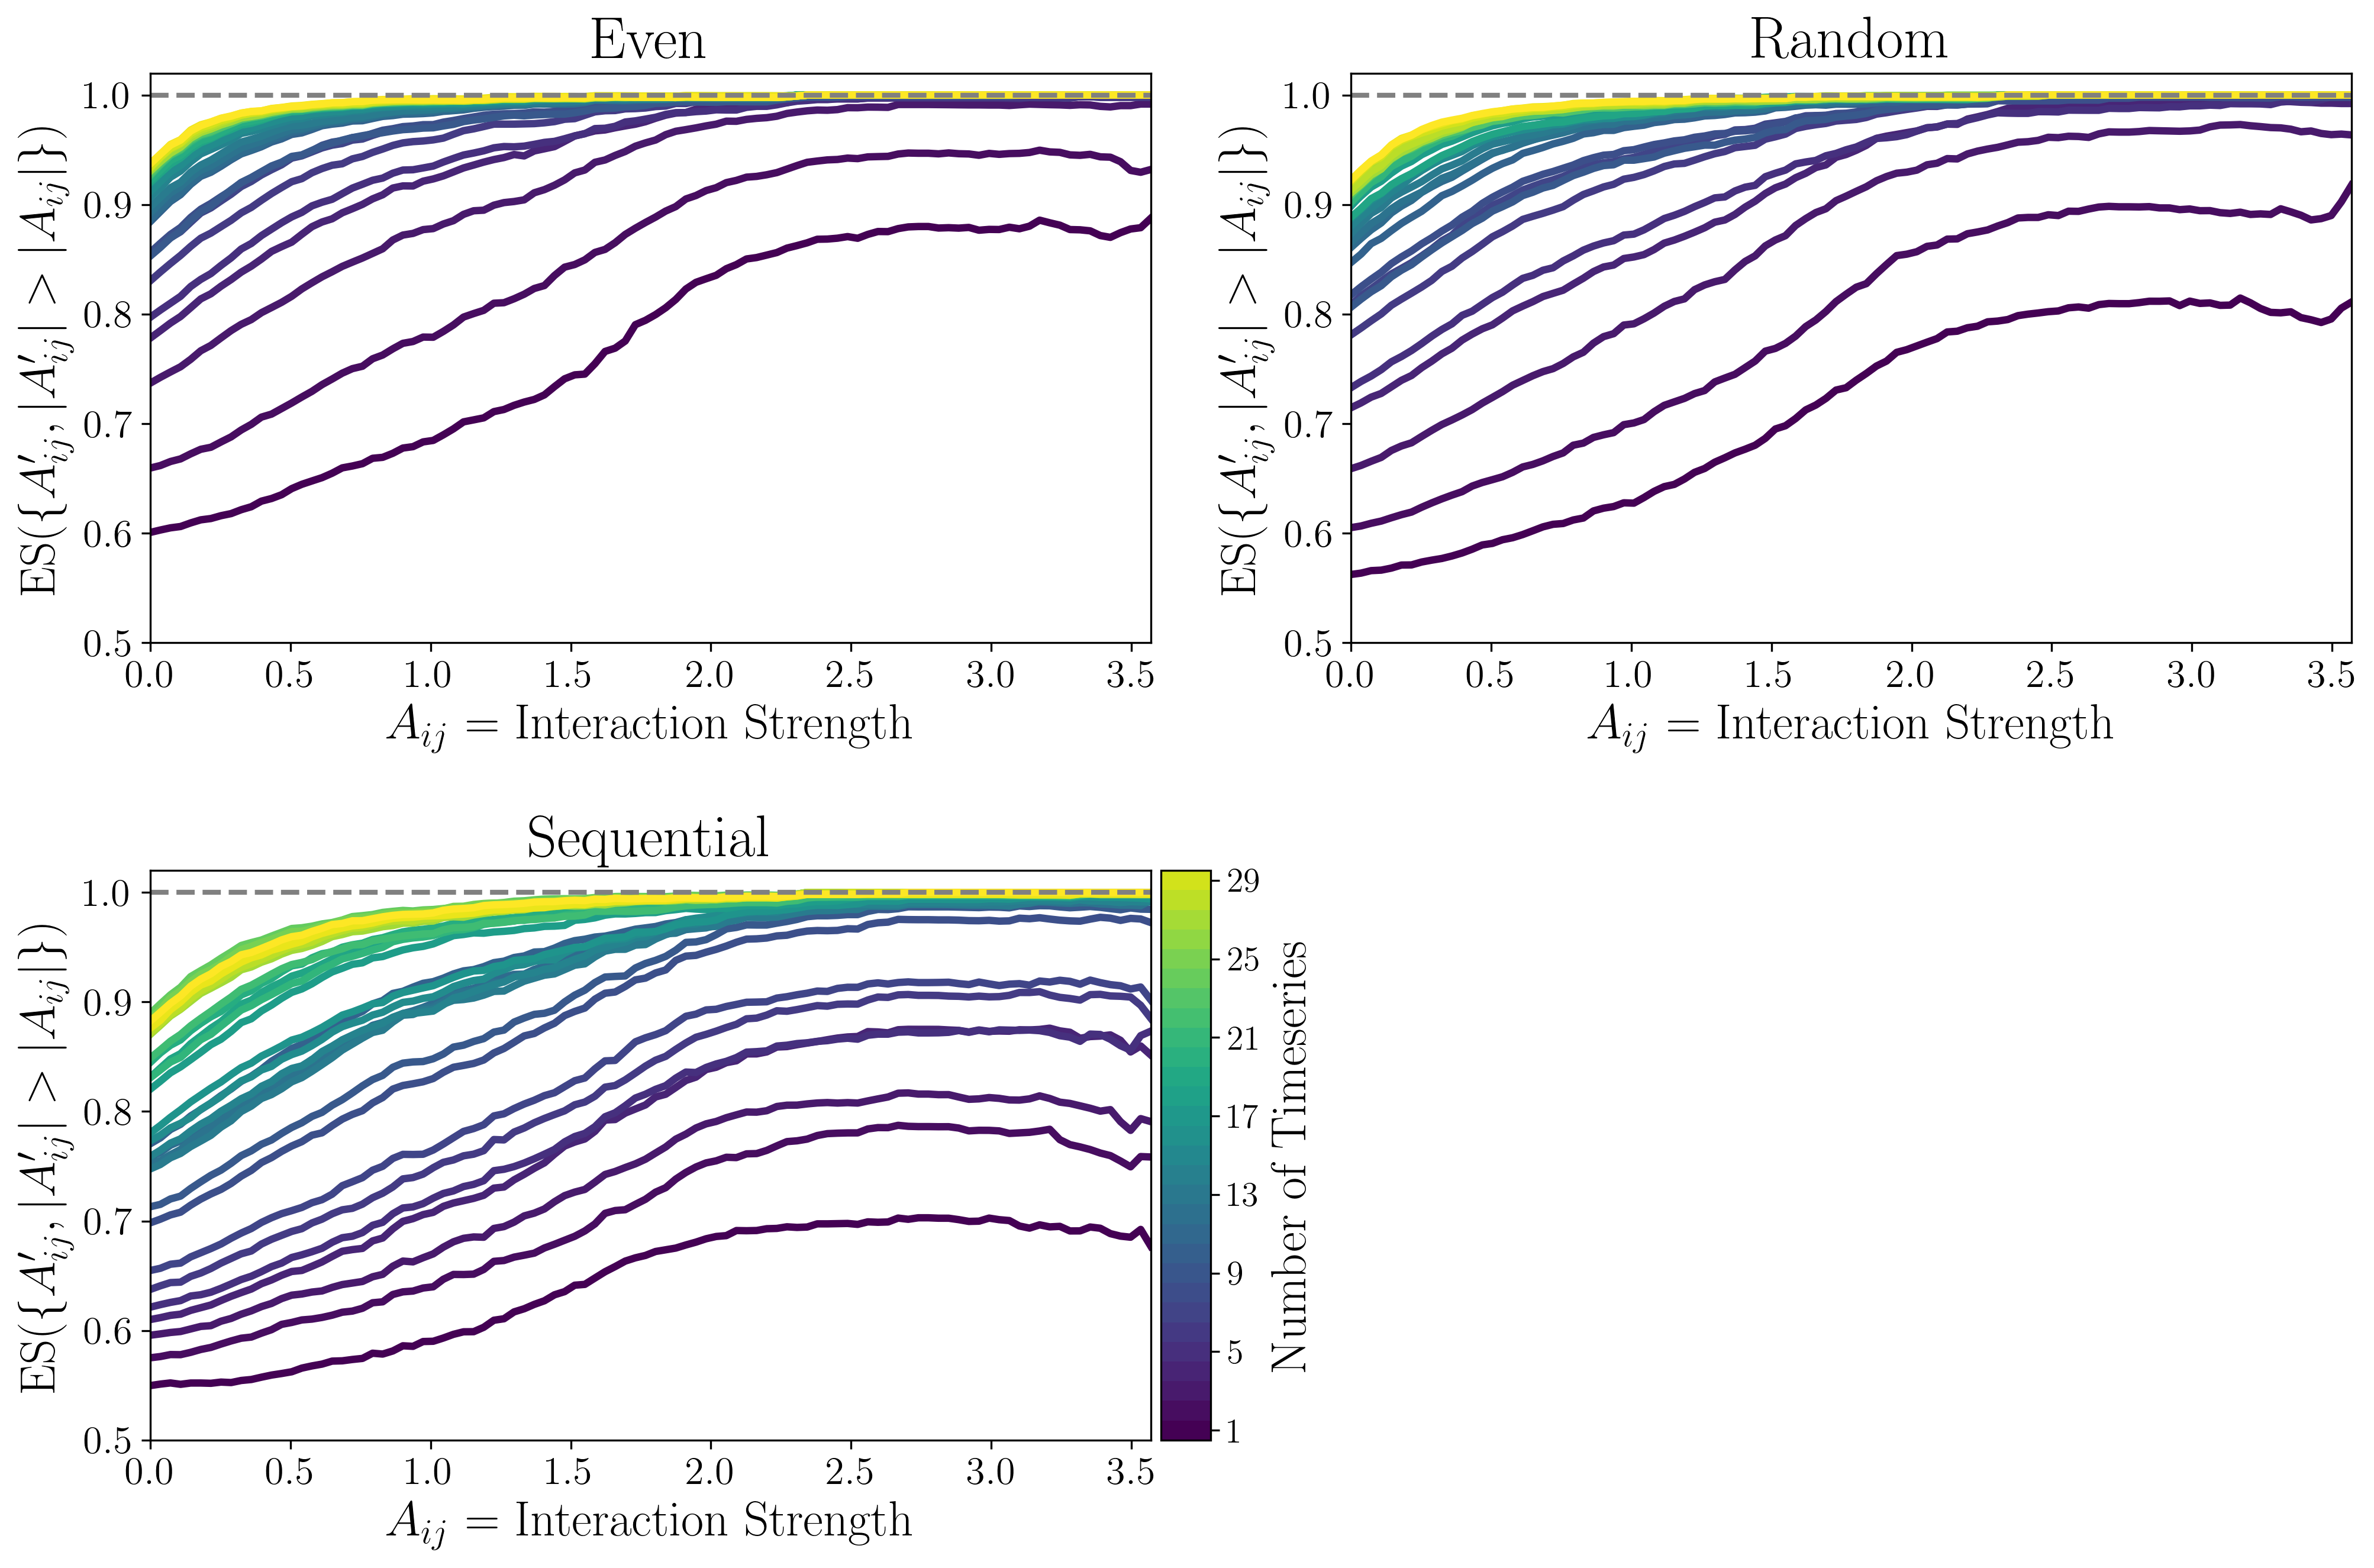 Even
1.0
0.9
0.8
0.7
0.6
0.5
0.0 0.5 1.0 1.5 2.0 2.5 3.0 3.5
ES({A′ij, |A′ij| > |Aij|})
Aij = Interaction Strength
Random
1.0
0.9
0.8
0.7
0.6
0.5
0.0 0.5 1.0 1.5 2.0 2.5 3.0 3.5
ES({A′ij, |A′ij| > |Aij|})
Aij = Interaction Strength
Sequential
1.0
0.9
0.8
0.7
0.6
0.5
0.0 0.5 1.0 1.5 2.0 2.5 3.0 3.5
ES({A′ij, |A′ij| > |Aij|})
Aij = Interaction Strength
29
25
21
17
13
9
5
1
Number of Timeseries